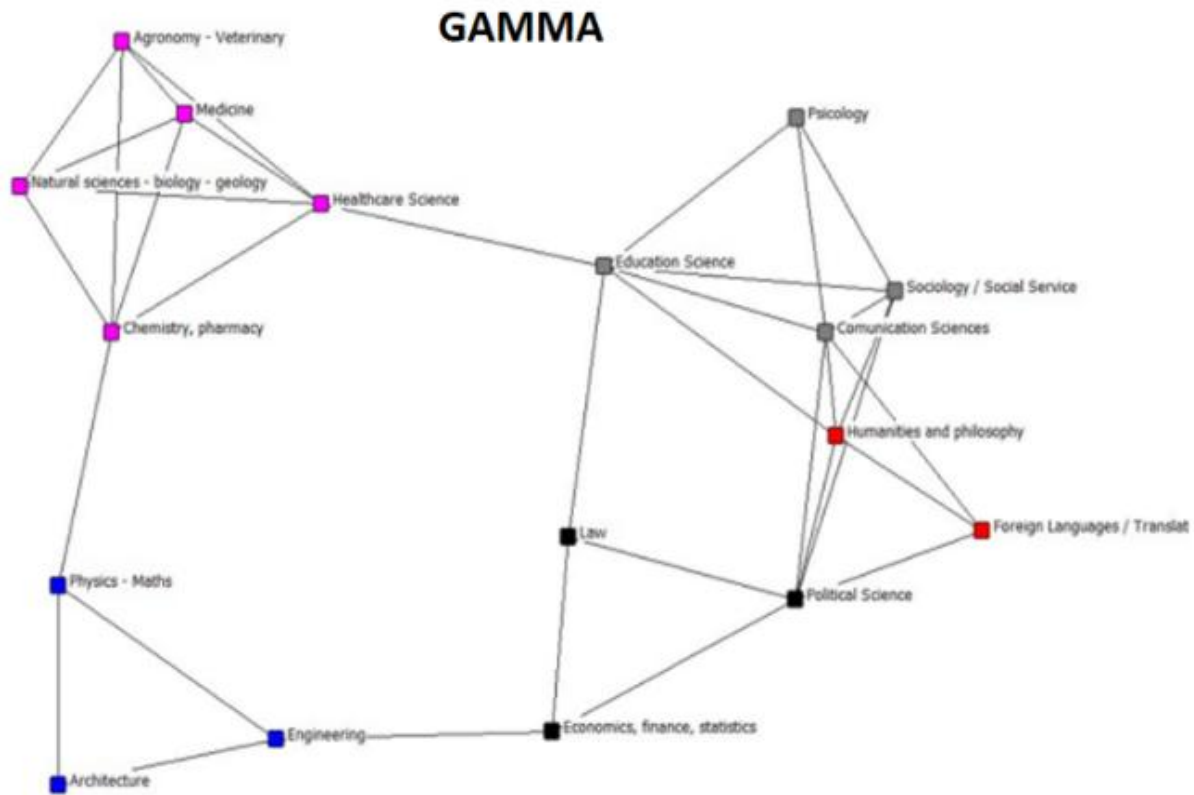 GAMMA
Agronomy - Veterinary
Medicine
Psicology
Natural sciences - biology - geology
Healthcare Science
Education Science
Sociology / Social Service
Chemistry, pharmacy
Comunication Sciences
Humanities and philosophy
Foreign Languages / Translat
Law
Physics - Maths
Political Science
Economics, finance, statistics
Engineering
Architecture